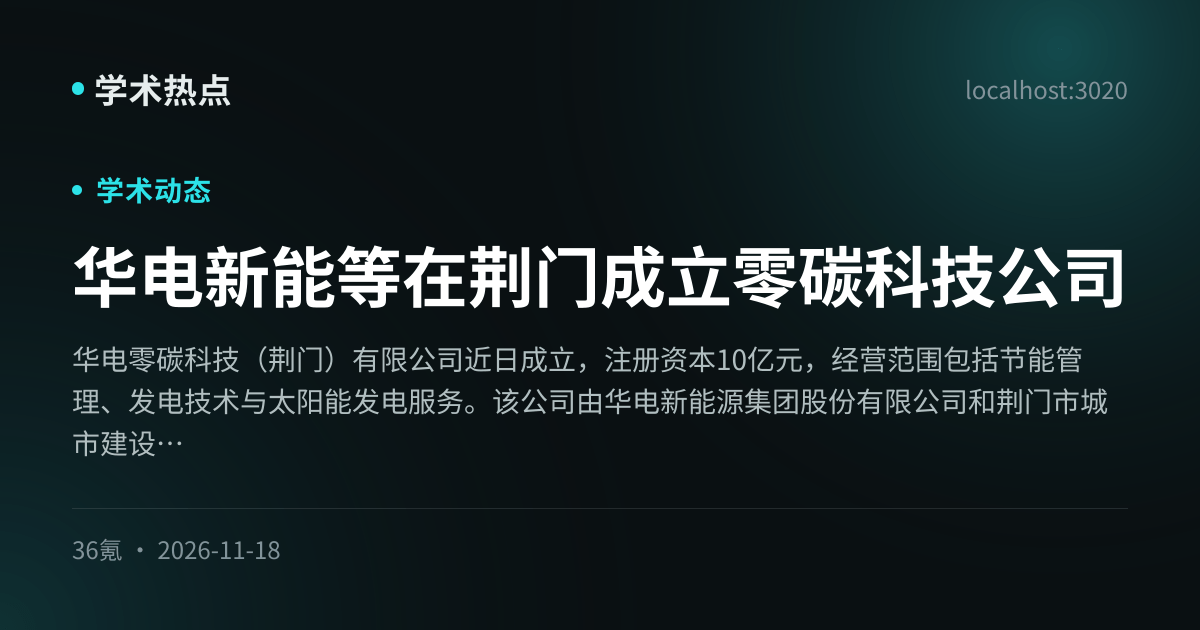 学术热点
localhost:3020
学术动态
华电新能等在荆门成立零碳科技公司
华电零碳科技（荆门）有限公司近日成立，注册资本10亿元，经营范围包括节能管
理、发电技术与太阳能发电服务。该公司由华电新能源集团股份有限公司和荆门市城
市建设…
36氪 · 2026-11-18